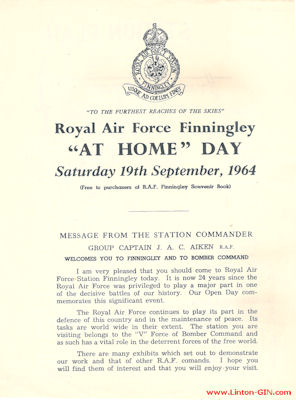 "TO THE FURTHEST REACHES OF THE SKIES"
Royal Air Force Finningley
"AT HOME" DAY
Saturday 19th September, 1964
(Free to purchasers of R.A.F. Finningley Souvenir Book)
MESSAGE FROM THE STATION COMMANDER
GROUP CAPTAIN J. A. C. AIKEN R.A.F.
WELCOMES YOU TO FINNINGLEY AND TO BOMBER COMMAND
I am very pleased that you should come to Royal Air
Force Station Finningley today. It is now 24 years since the
Royal Air Force was privileged to play a major part in one
of the decisive battles of our history. Our Open Day com-
memorates this significant event.
The Royal Air Force continues to play its part in the
defence of this country and in the maintenance of peace. Its
tasks are world wide in their extent. The station you are
visiting belongs to the "V" Force of Bomber Command and
as such has a vital role in the deterrent forces of the free world.
There are many exhibits which set out to demonstrate
our work and that of other R.A.F. comands. I hope you
will find them of interest and that you will enjoy your visit.
www.Linton-GIN.com